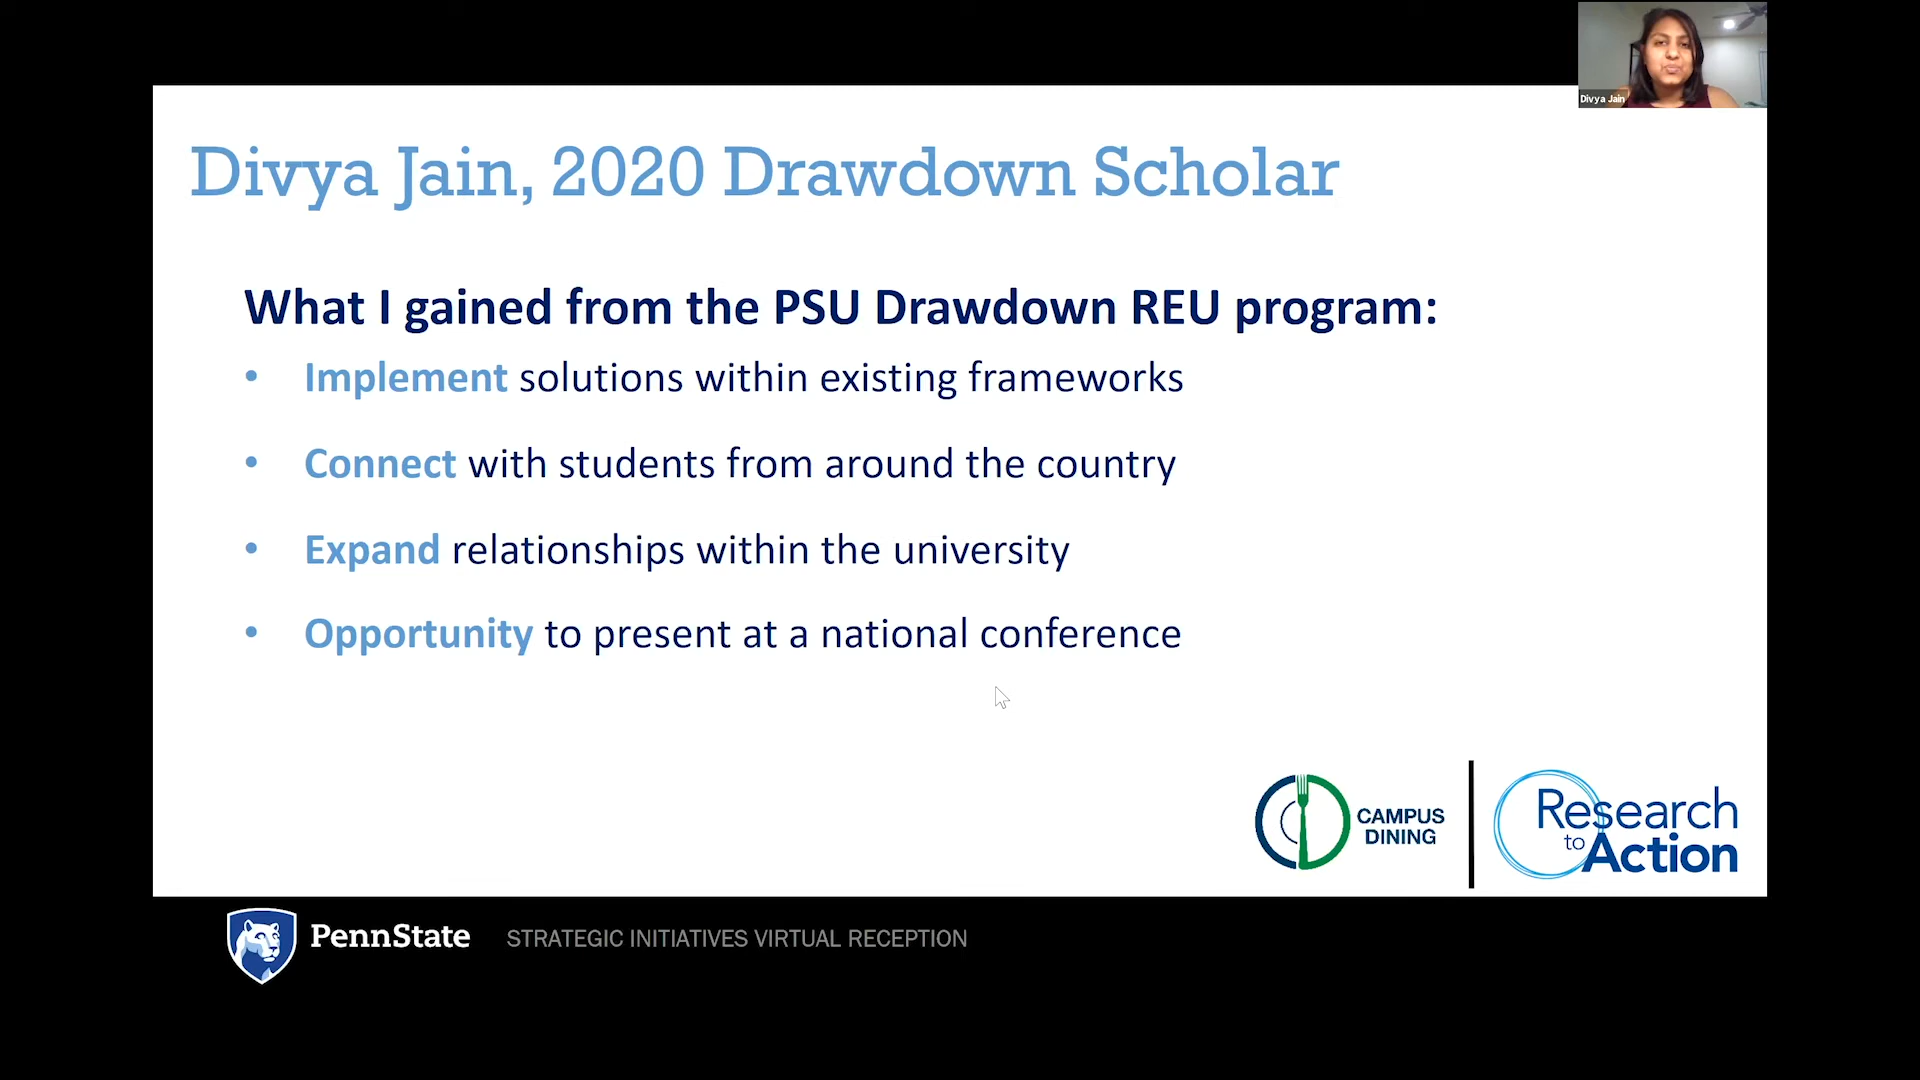 Divya Jain
Divya Jain, 2020 Drawdown Scholar
What I gained from the PSU Drawdown REU program:
• Implement solutions within existing frameworks
• Connect with students from around the country
• Expand relationships within the university
• Opportunity to present at a national conference
CAMPUS
DINING
Research
to
Action
PennState
STRATEGIC INITIATIVES VIRTUAL RECEPTION